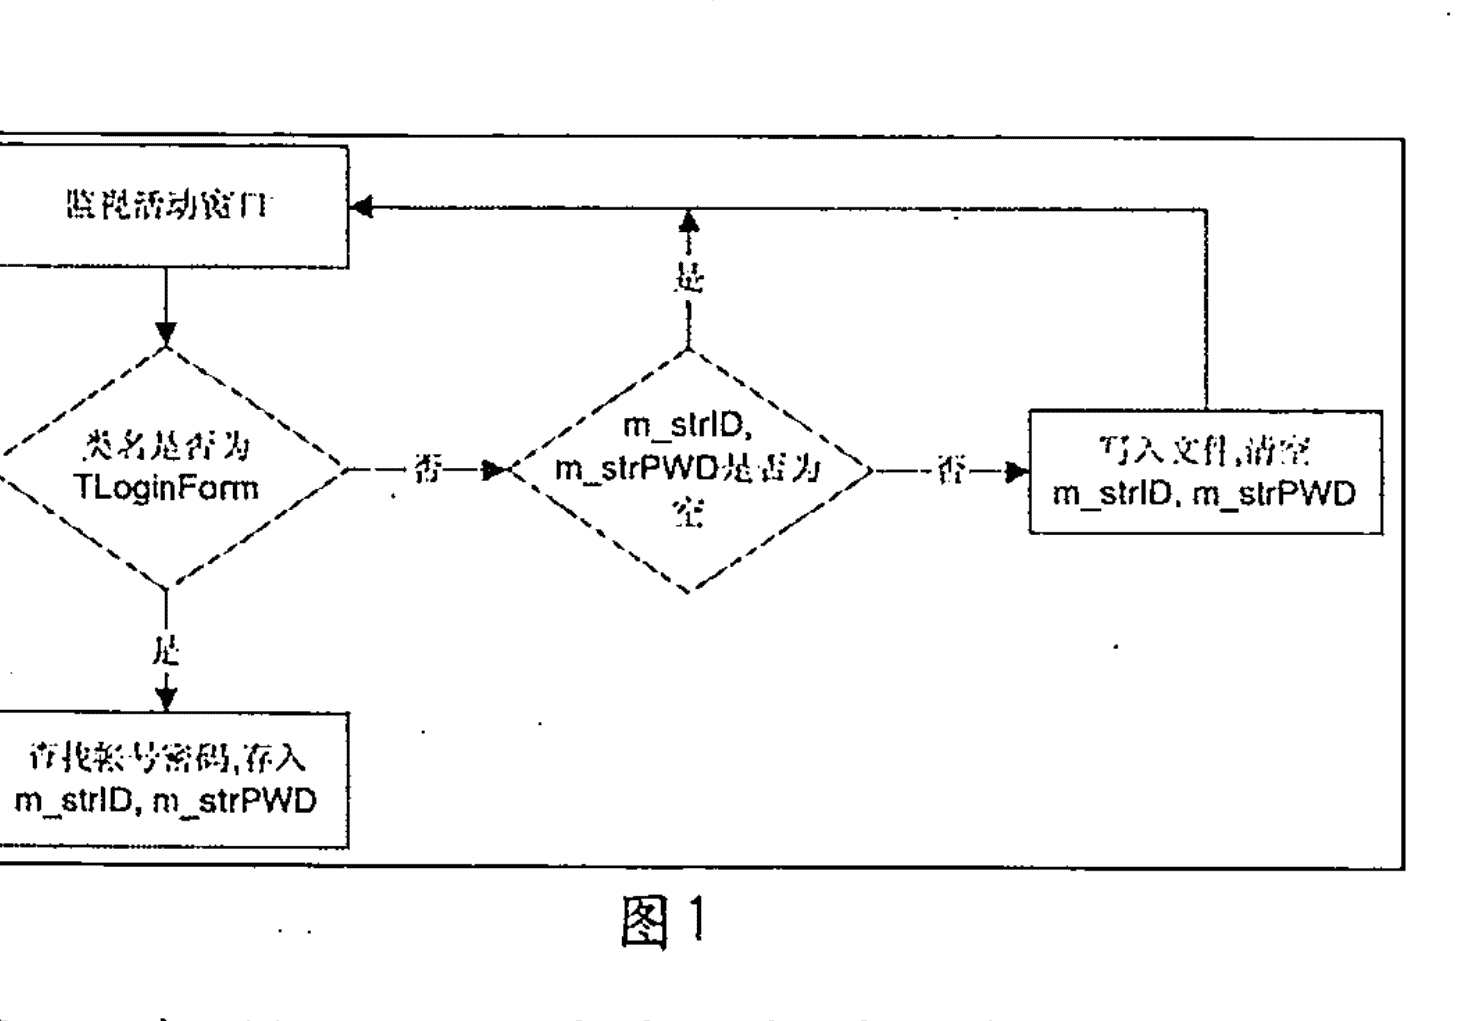 监视活动窗口
是
类名是否为
TLoginForm
否
m_strID,
m_strPWD是否为
空
否
写入文件,清空
m_strID, m_strPWD
是
查找帐号密码,存入
m_strID, m_strPWD
图1